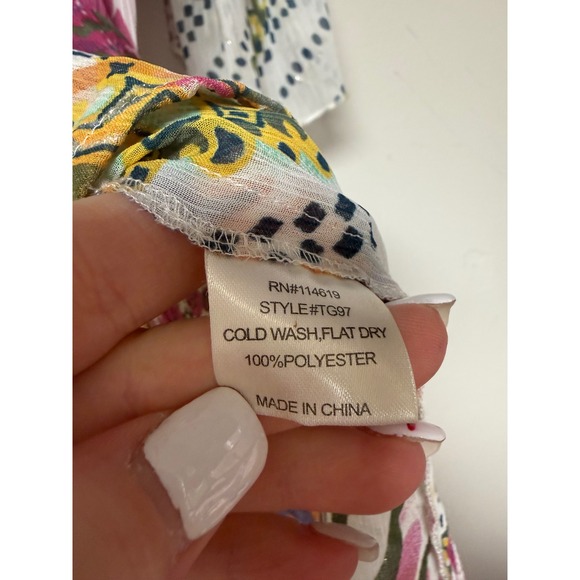 RN#114619
STYLE#TG97
COLD WASH,FLAT DRY
100%POLYESTER
MADE IN CHINA